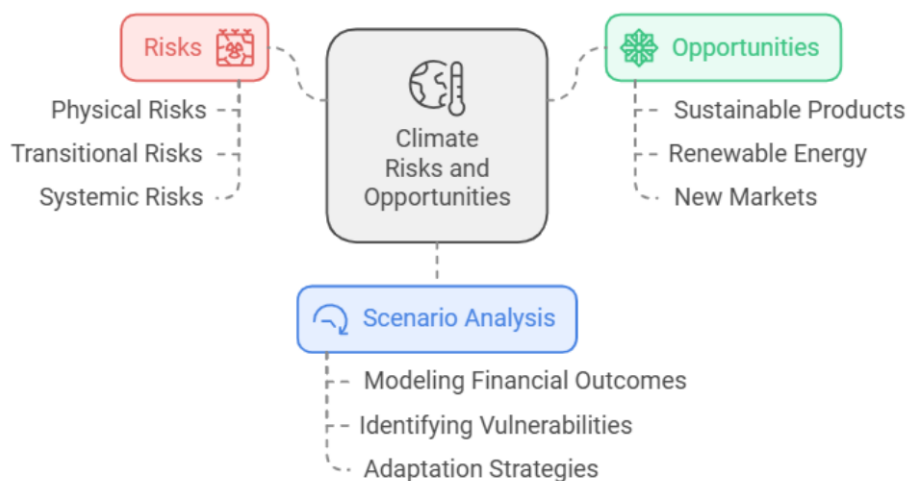 Risks
Physical Risks
Transitional Risks
Systemic Risks
Climate
Risks and
Opportunities
Opportunities
Sustainable Products
Renewable Energy
New Markets
Scenario Analysis
Modeling Financial Outcomes
Identifying Vulnerabilities
Adaptation Strategies